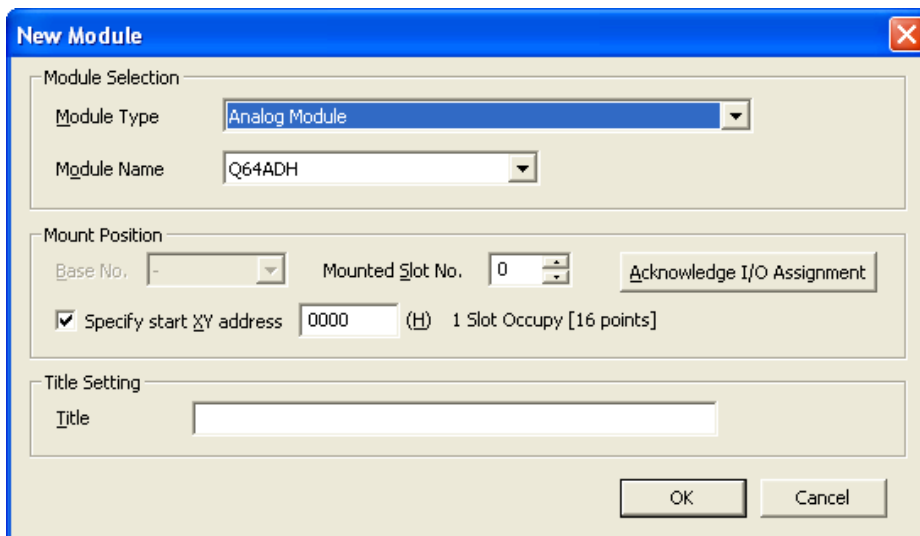 New Module
Module Selection
Module Type Analog Module
Module Name Q64ADH
Mount Position
Base No. - Mounted Slot No. 0 Acknowledge I/O Assignment
Specify start XY address 0000 (H) 1 Slot Occupy [16 points]
Title Setting
Title
OK Cancel